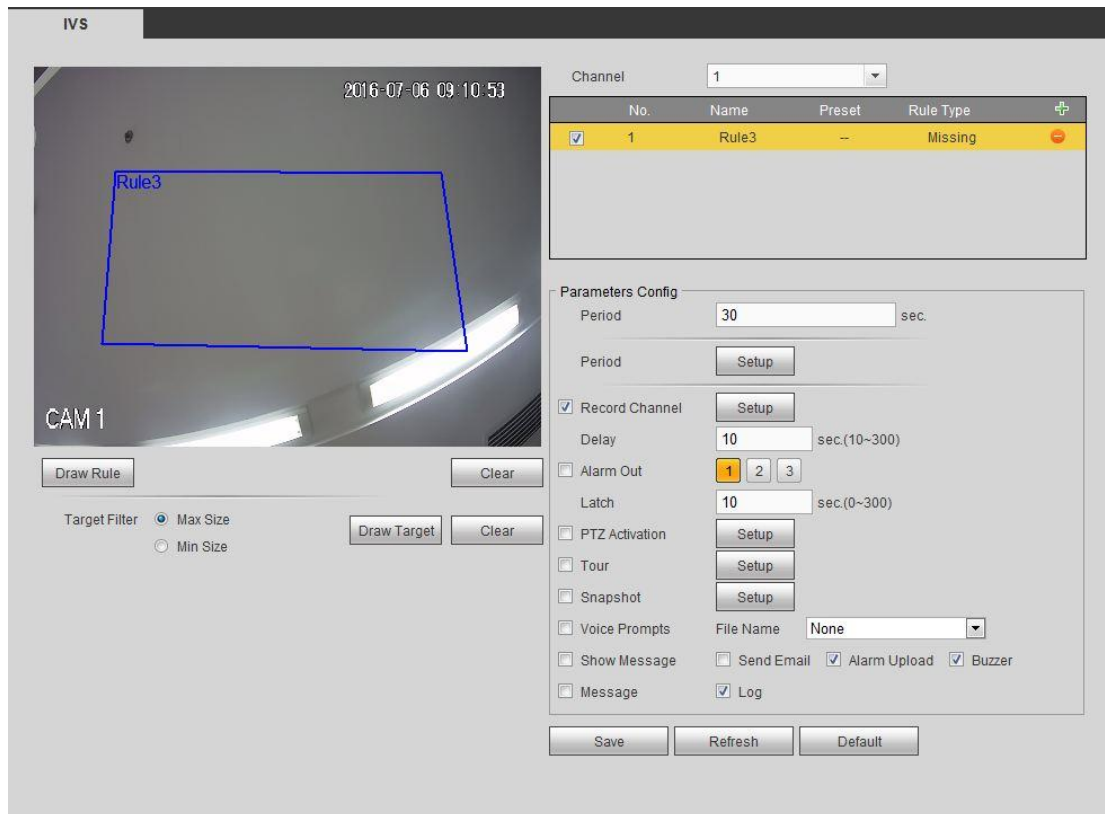 IVS
2016-07-06 09:10:53
Rule3
CAM 1
Draw Rule Clear
Target Filter Max Size Draw Target Clear
Min Size
Channel 1
No. Name Preset Rule Type
1 Rule3 -- Missing
Parameters Config
Period 30 sec.
Period Setup
Record Channel Setup
Delay 10 sec.(10~300)
Alarm Out 1 2 3
Latch 10 sec.(0~300)
PTZ Activation Setup
Tour Setup
Snapshot Setup
Voice Prompts File Name None
Show Message Send Email Alarm Upload Buzzer
Message Log
Save Refresh Default